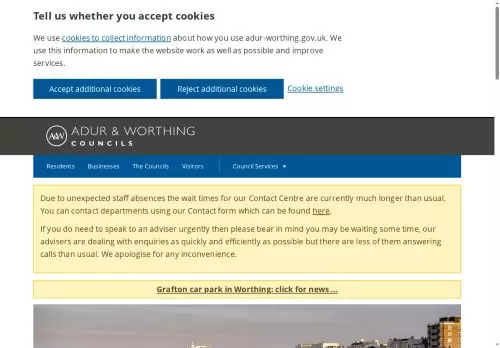 Tell us whether you accept cookies
We use cookies to collect information about how you use adur-worthing.gov.uk. We
use this information to make the website work as well as possible and improve
services.
Accept additional cookies
Reject additional cookies
Cookie settings
A&W ADUR & WORTHING
COUNCILS
Residents
Businesses
The Councils
Visitors
Council Services
Due to unexpected staff absences the wait times for our Contact Centre are currently much longer than usual.
You can contact departments using our Contact form which can be found here.
If you do need to speak to an adviser urgently then please bear in mind you may be waiting some time, our
advisers are dealing with enquiries as quickly and efficiently as possible but there are less of them answering
calls than usual. We apologise for any inconvenience.
Grafton car park in Worthing: click for news ...